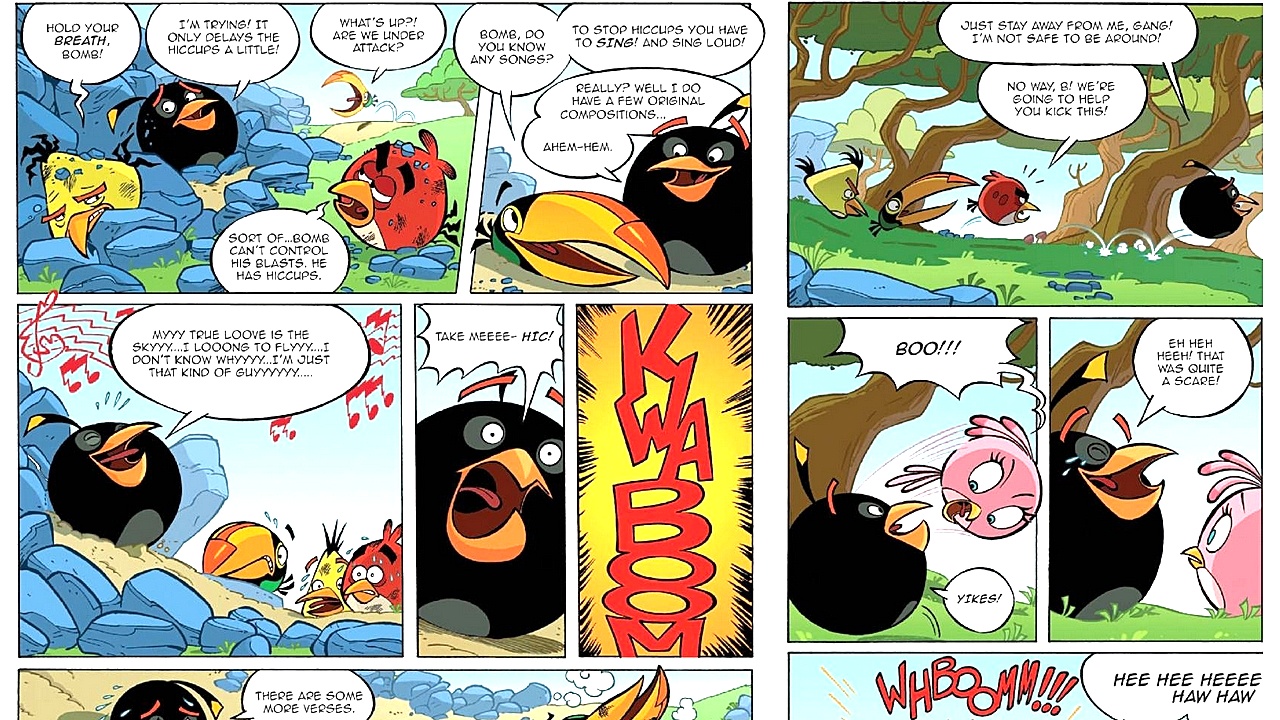 HOLD YOUR
BREATH,
BOMB!
I'M TRYING! IT
ONLY DELAYS THE
HICCUPS A LITTLE!
WHAT'S UP?!
ARE WE UNDER
ATTACK?
SORT OF...BOMB
CAN'T CONTROL
HIS BLASTS. HE
HAS HICCUPS.
BOMB, DO
YOU KNOW
ANY SONGS?
TO STOP HICCUPS YOU HAVE
TO SING! AND SING LOUD!
REALLY? WELL I DO
HAVE A FEW ORIGINAL
COMPOSITIONS...
AHEM-HEM.
MYYY TRUE LOOVE IS THE
SKYYY...I LOOONG TO FLYYY...I
DON'T KNOW WHYYYY...I'M JUST
THAT KIND OF GUYYYYYY.....
TAKE MEEEE- HIC!
KWABOOM
THERE ARE SOME
MORE VERSES.
JUST STAY AWAY FROM ME, GANG!
I'M NOT SAFE TO BE AROUND!
NO WAY, B! WE'RE
GOING TO HELP
YOU KICK THIS!
BOO!!!
YIKES!
EH HEH
HEEH! THAT
WAS QUITE
A SCARE!
WHBOOMM!!!
HEE HEE HEEEE
HAW HAW